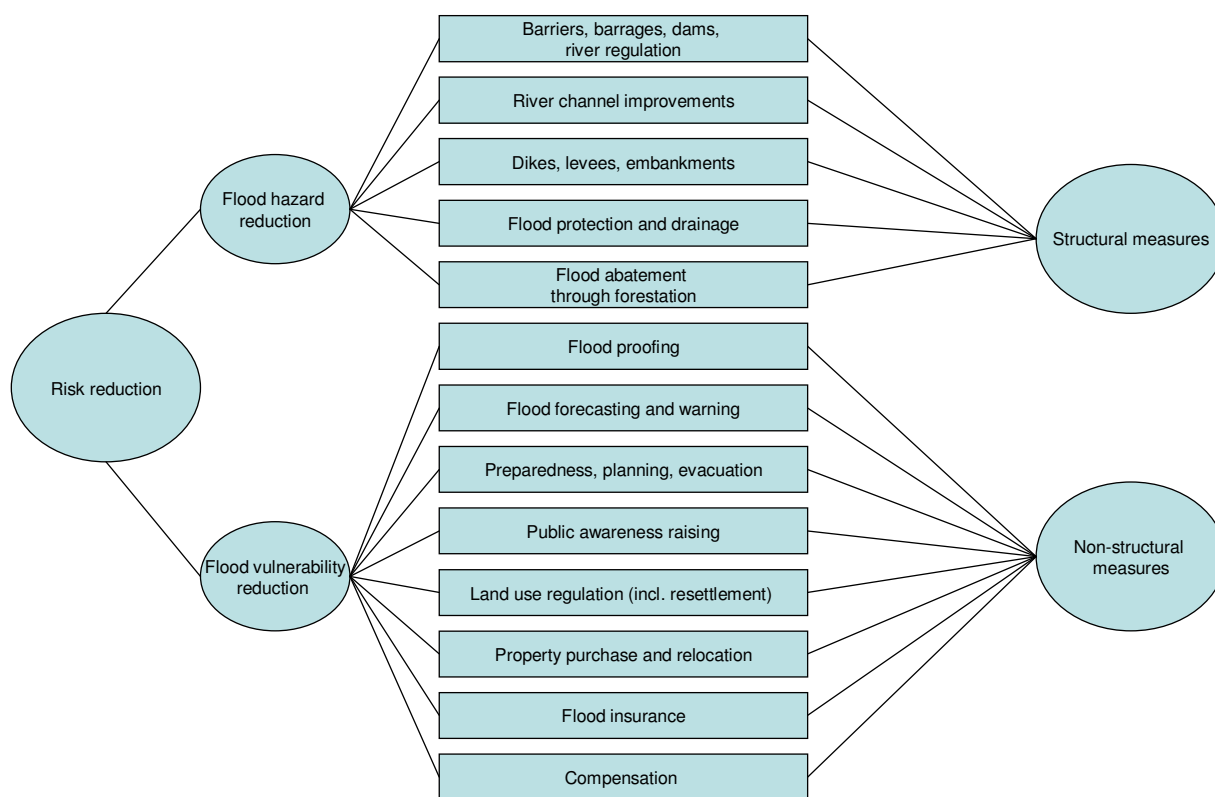 Barriers, barrages, dams,
river regulation
River channel improvements
Dikes, levees, embankments
Flood hazard
reduction
Flood protection and drainage
Structural measures
Flood abatement
through forestation
Flood proofing
Risk reduction
Flood forecasting and warning
Preparedness, planning, evacuation
Public awareness raising
Non-structural
measures
Flood vulnerability
reduction
Land use regulation (incl. resettlement)
Property purchase and relocation
Flood insurance
Compensation